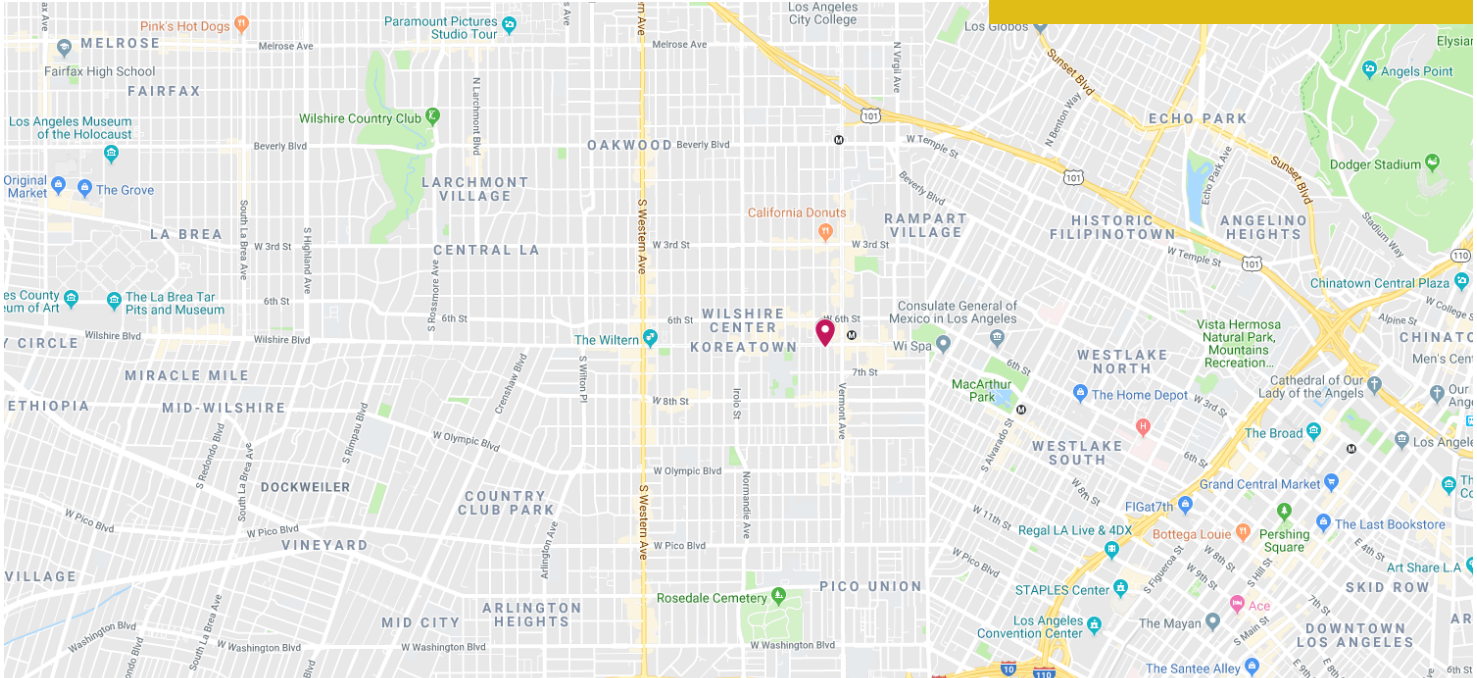 Pink's Hot Dogs
Paramount Pictures
Studio Tour
Los Angeles
City College
Los Globos
Elysian
MELROSE
Melrose Ave
Melrose Ave
N Virgil Ave
Sunset Blvd
Fairfax High School
FAIRFAX
Angels Point
N Larchmont Blvd
Los Angeles Museum
of the Holocaust
Wilshire Country Club
101
N Benton Way
ECHO PARK
Beverly Blvd
OAKWOOD
Beverly Blvd
W Temple St
Echo Park Ave
Sunset Blvd
Dodger Stadium
Original
Market
The Grove
LARCHMONT
VILLAGE
Beverly Blvd
101
S Western Ave
South La Brea Ave
S Highland Ave
California Donuts
RAMPART
VILLAGE
HISTORIC
FILIPINOTOWN
ANGELINO
HEIGHTS
Stadium Way
LA BREA
W 3rd St
CENTRAL LA
W 3rd St
W 3rd St
W Temple St
101
110
S Rossmore Ave
Chinatown Central Plaza
es County
eum of Art
The La Brea Tar
Pits and Museum
6th St
6th St
6th St
WILSHIRE
CENTER
W 6th St
Consulate General of
Mexico in Los Angeles
W College S
Alpine St
Y CIRCLE
Wilshire Blvd
Wilshire Blvd
The Wiltern
KOREATOWN
Wi Spa
Vista Hermosa
Natural Park,
Mountains
Recreation...
CHINATO
Men's Cent
MIRACLE MILE
S Wilton Pl
7th St
6th St
WESTLAKE
NORTH
MacArthur
Park
The Home Depot
Cathedral of Our
Lady of the Angels
Our
Ange
ETHIOPIA
MID-WILSHIRE
Crenshaw Blvd
W 8th St
Irolo St
Vermont Ave
W 3rd St
S Redondo Blvd
S Rimpau Blvd
South La Brea Ave
W Olympic Blvd
S Alvarado St
H
The Broad
Los Angele
WESTLAKE
SOUTH
6th St
W Olympic Blvd
DOCKWEILER
COUNTRY
CLUB PARK
S Western Ave
Normandie Ave
W 8th St
Grand Central Market
Th
Co
W Pico Blvd
W Pico Blvd
W 11th St
FIGat7th
The Last Bookstore
VINEYARD
Arlington Ave
W Pico Blvd
Regal LA Live & 4DX
Bottega Louie
Pershing
Square
E 4th St
W Pico Blvd
S Figueroa St
W 8th St
W 9th St
S Hill St
Art Share L.A
VILLAGE
PICO UNION
STAPLES Center
SKID ROW
Rosedale Cemetery
ARLINGTON
HEIGHTS
MID CITY
Los Angeles
Convention Center
The Mayan
Ace
S Main St
7th St
AR
DOWNTOWN
LOS ANGELES
Washington Blvd
S La Brea Ave
W Washington Blvd
W Washington Blvd
The Santee Alley
E 9th St
E 8th St
6th St
10
110